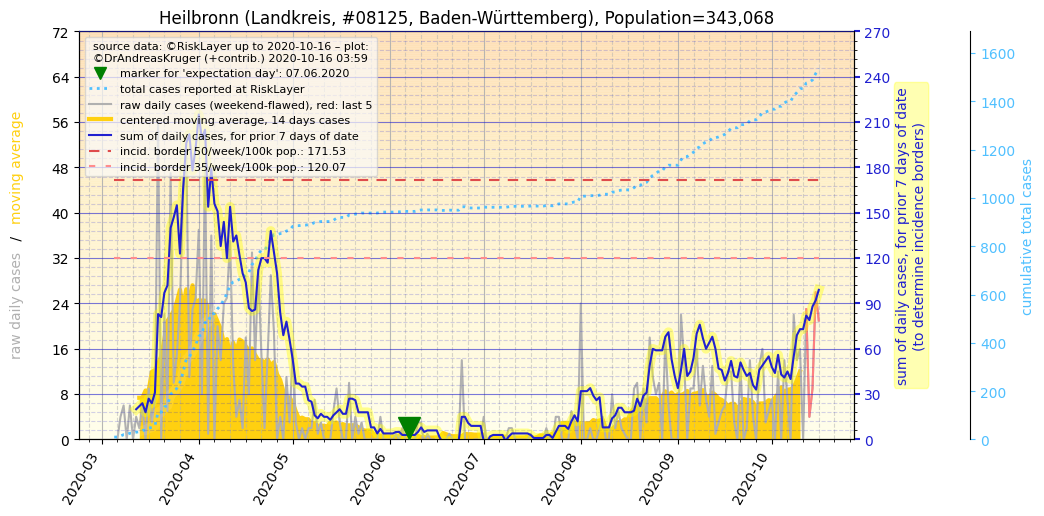 Heilbronn (Landkreis, #08125, Baden-Württemberg), Population=343,068
source data: ©RiskLayer up to 2020-10-16 – plot:
©DrAndreasKruger (+contrib.) 2020-10-16 03:59
marker for 'expectation day': 07.06.2020
total cases reported at RiskLayer
raw daily cases (weekend-flawed), red: last 5
centered moving average, 14 days cases
sum of daily cases, for prior 7 days of date
incid. border 50/week/100k pop.: 171.53
incid. border 35/week/100k pop.: 120.07
raw daily cases / moving average
72
64
56
48
40
32
24
16
8
0
2020-03
2020-04
2020-05
2020-06
2020-07
2020-08
2020-09
2020-10
270
240
210
180
150
120
90
60
30
0
sum of daily cases, for prior 7 days of date
(to determine incidence borders)
1600
1400
1200
1000
800
600
400
200
0
cumulative total cases